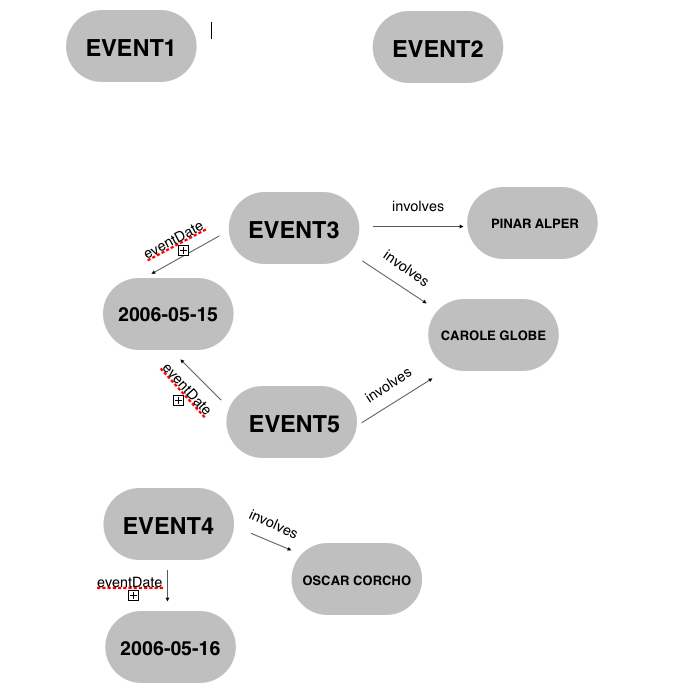 EVENT1
EVENT2
involves
PINAR ALPER
EVENT3
eventDate
involves
2006-05-15
CAROLE GLOBE
eventDate
involves
EVENT5
EVENT4
involves
eventDate
OSCAR CORCHO
2006-05-16